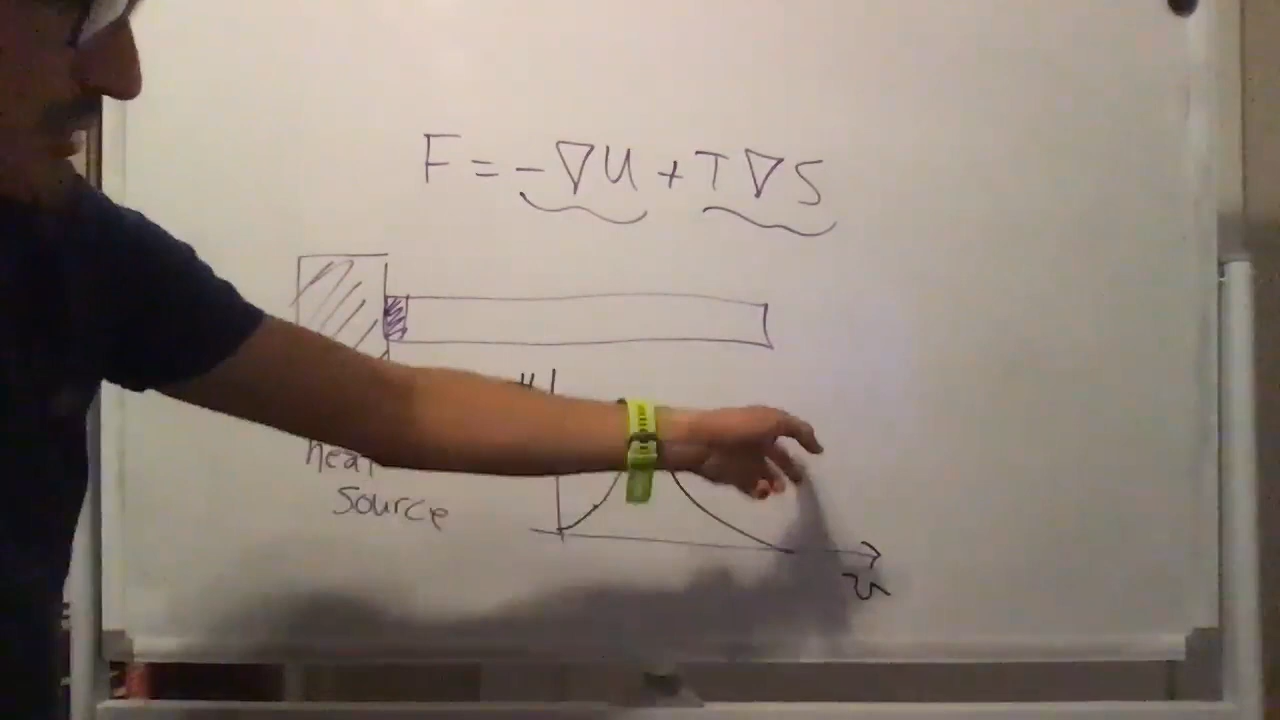 F = -∇U + T∇S
heat
source